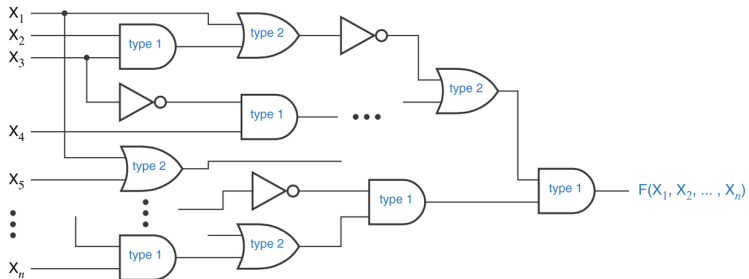 X₁
type 2
X₂
type 1
X₃
type 2
type 1
•••
X₄
type 2
X₅
type 1
type 1
F(X₁, X₂, ... , Xₙ)
type 2
type 1
Xₙ